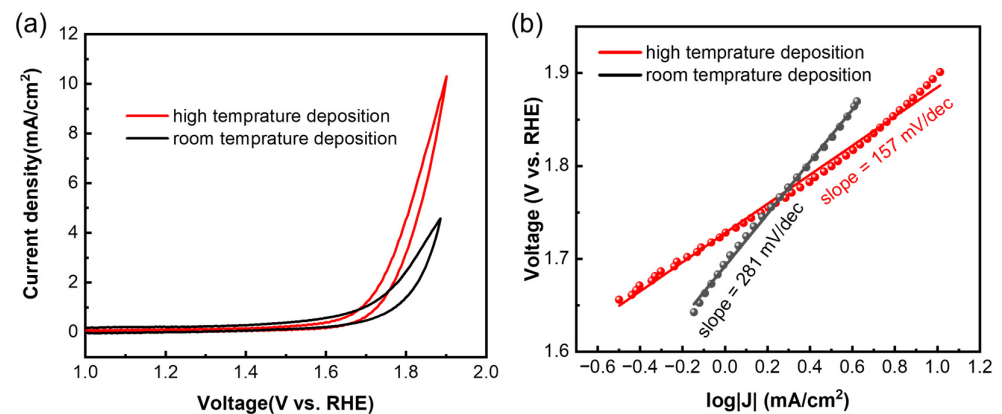 (a)
12
10
8
6
4
2
0
Current density(mA/cm²)
high temprature deposition
room temprature deposition
1.0
1.2
1.4
1.6
1.8
2.0
Voltage(V vs. RHE)
(b)
high temprature deposition
room temprature deposition
1.9
1.8
1.7
1.6
Voltage (V vs. RHE)
slope = 157 mV/dec
slope = 281 mV/dec
−0.6
−0.4
−0.2
0.0
0.2
0.4
0.6
0.8
1.0
1.2
log|J| (mA/cm²)